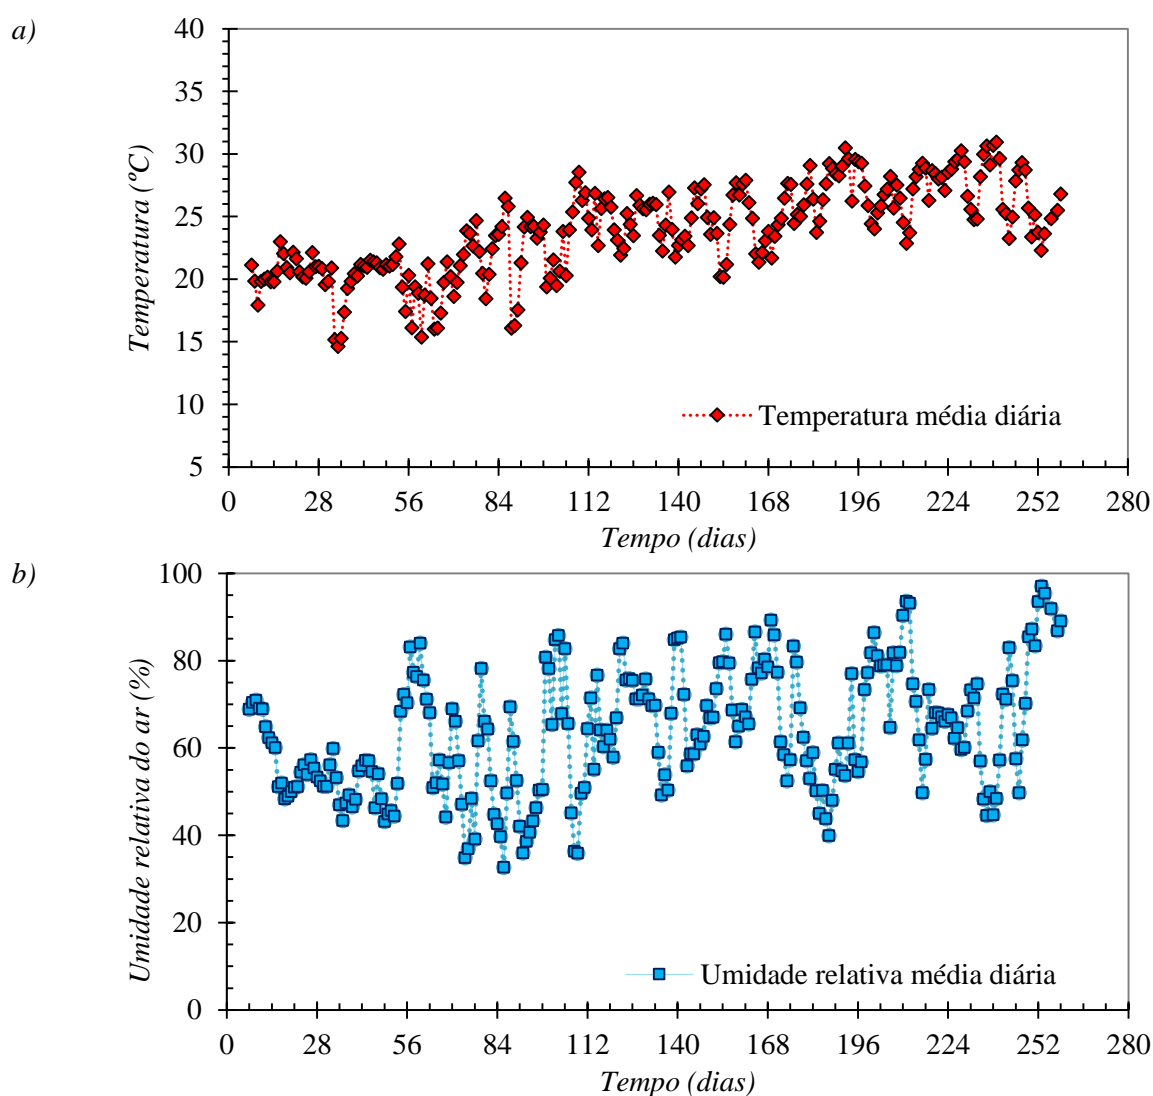 a)
40
35
30
25
20
15
10
5
Temperatura (ºC)
Temperatura média diária
0 28 56 84 112 140 168 196 224 252 280
Tempo (dias)
b)
100
80
60
40
20
0
Umidade relativa do ar (%)
Umidade relativa média diária
0 28 56 84 112 140 168 196 224 252 280
Tempo (dias)